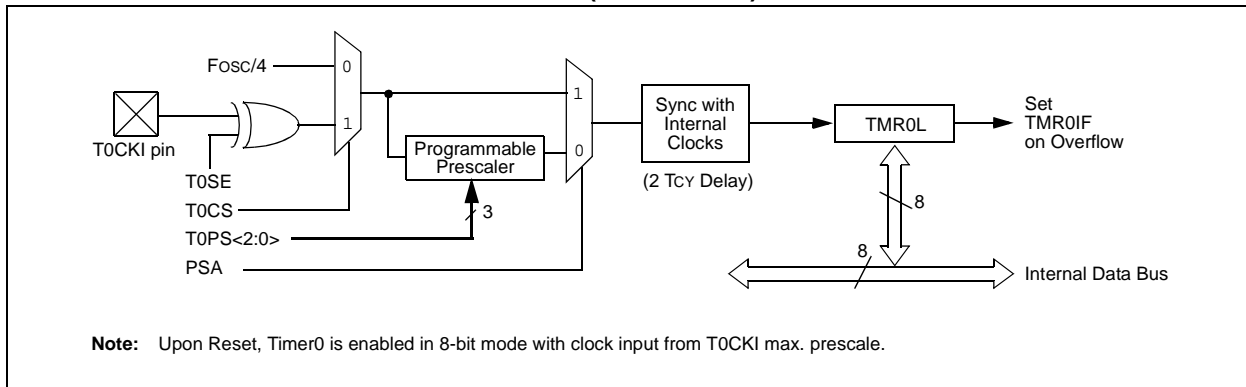 FOSC/4
0
1
T0CKI pin
T0SE
T0CS
T0PS<2:0>
PSA
Programmable
Prescaler
3
1
0
Sync with
Internal
Clocks
(2 TCY Delay)
TMR0L
Set
TMR0IF
on Overflow
8
8
Internal Data Bus
Note: Upon Reset, Timer0 is enabled in 8-bit mode with clock input from T0CKI max. prescale.